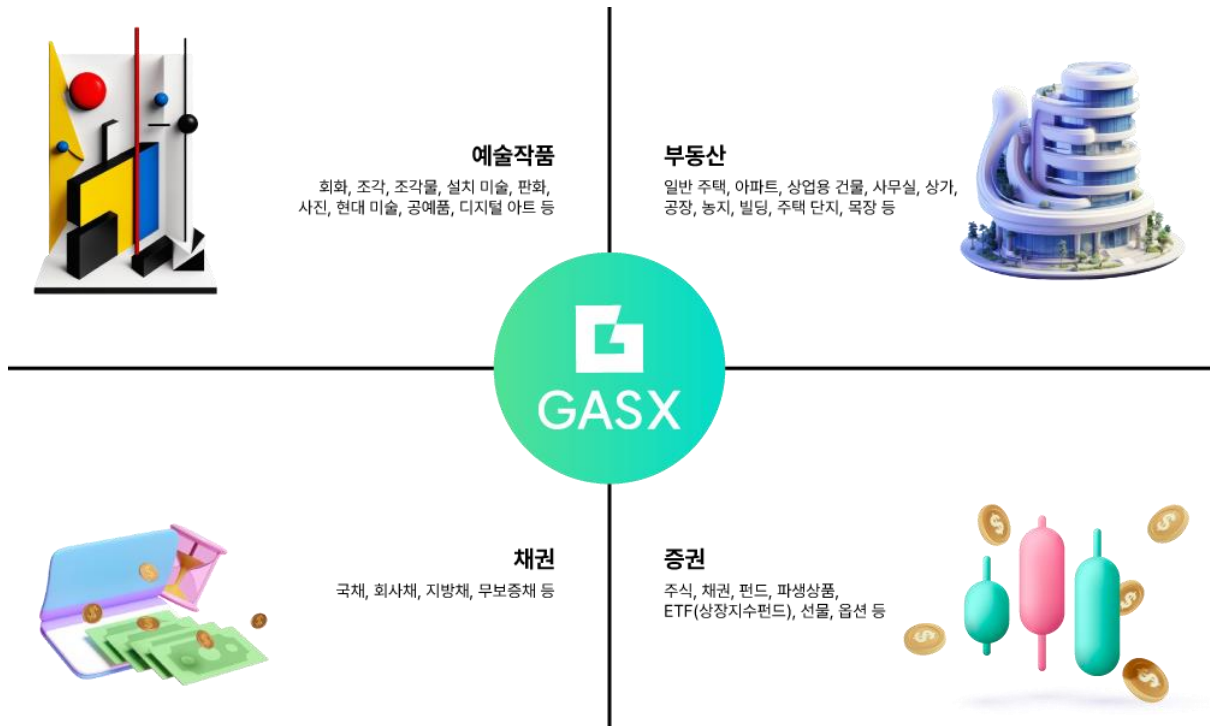 예술작품
회화, 조각, 조각물, 설치 미술, 판화,
사진, 현대 미술, 공예품, 디지털 아트 등
부동산
일반 주택, 아파트, 상업용 건물, 사무실, 상가,
공장, 농지, 빌딩, 주택 단지, 목장 등
GASX
채권
국채, 회사채, 지방채, 무보증채 등
증권
주식, 채권, 펀드, 파생상품,
ETF(상장지수펀드), 선물, 옵션 등